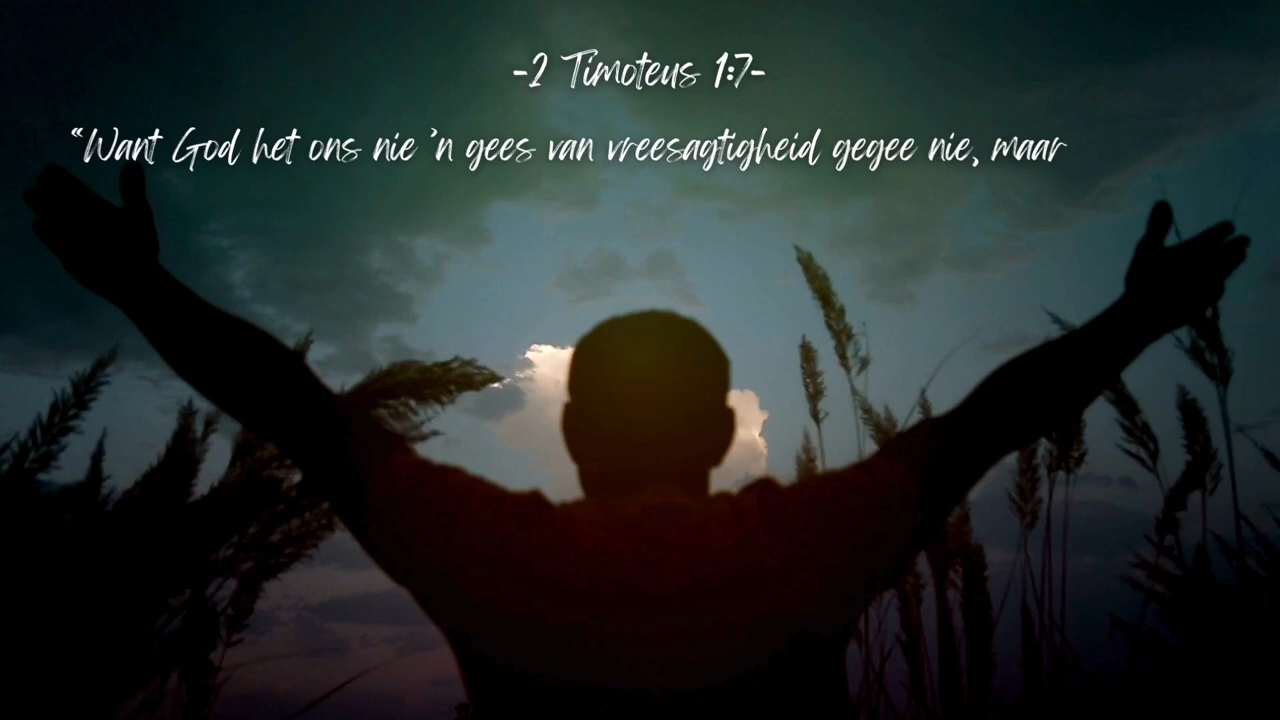 -2 Timoteus 1:7-
“Want God het ons nie ’n gees van vreesagtigheid gegee nie, maar